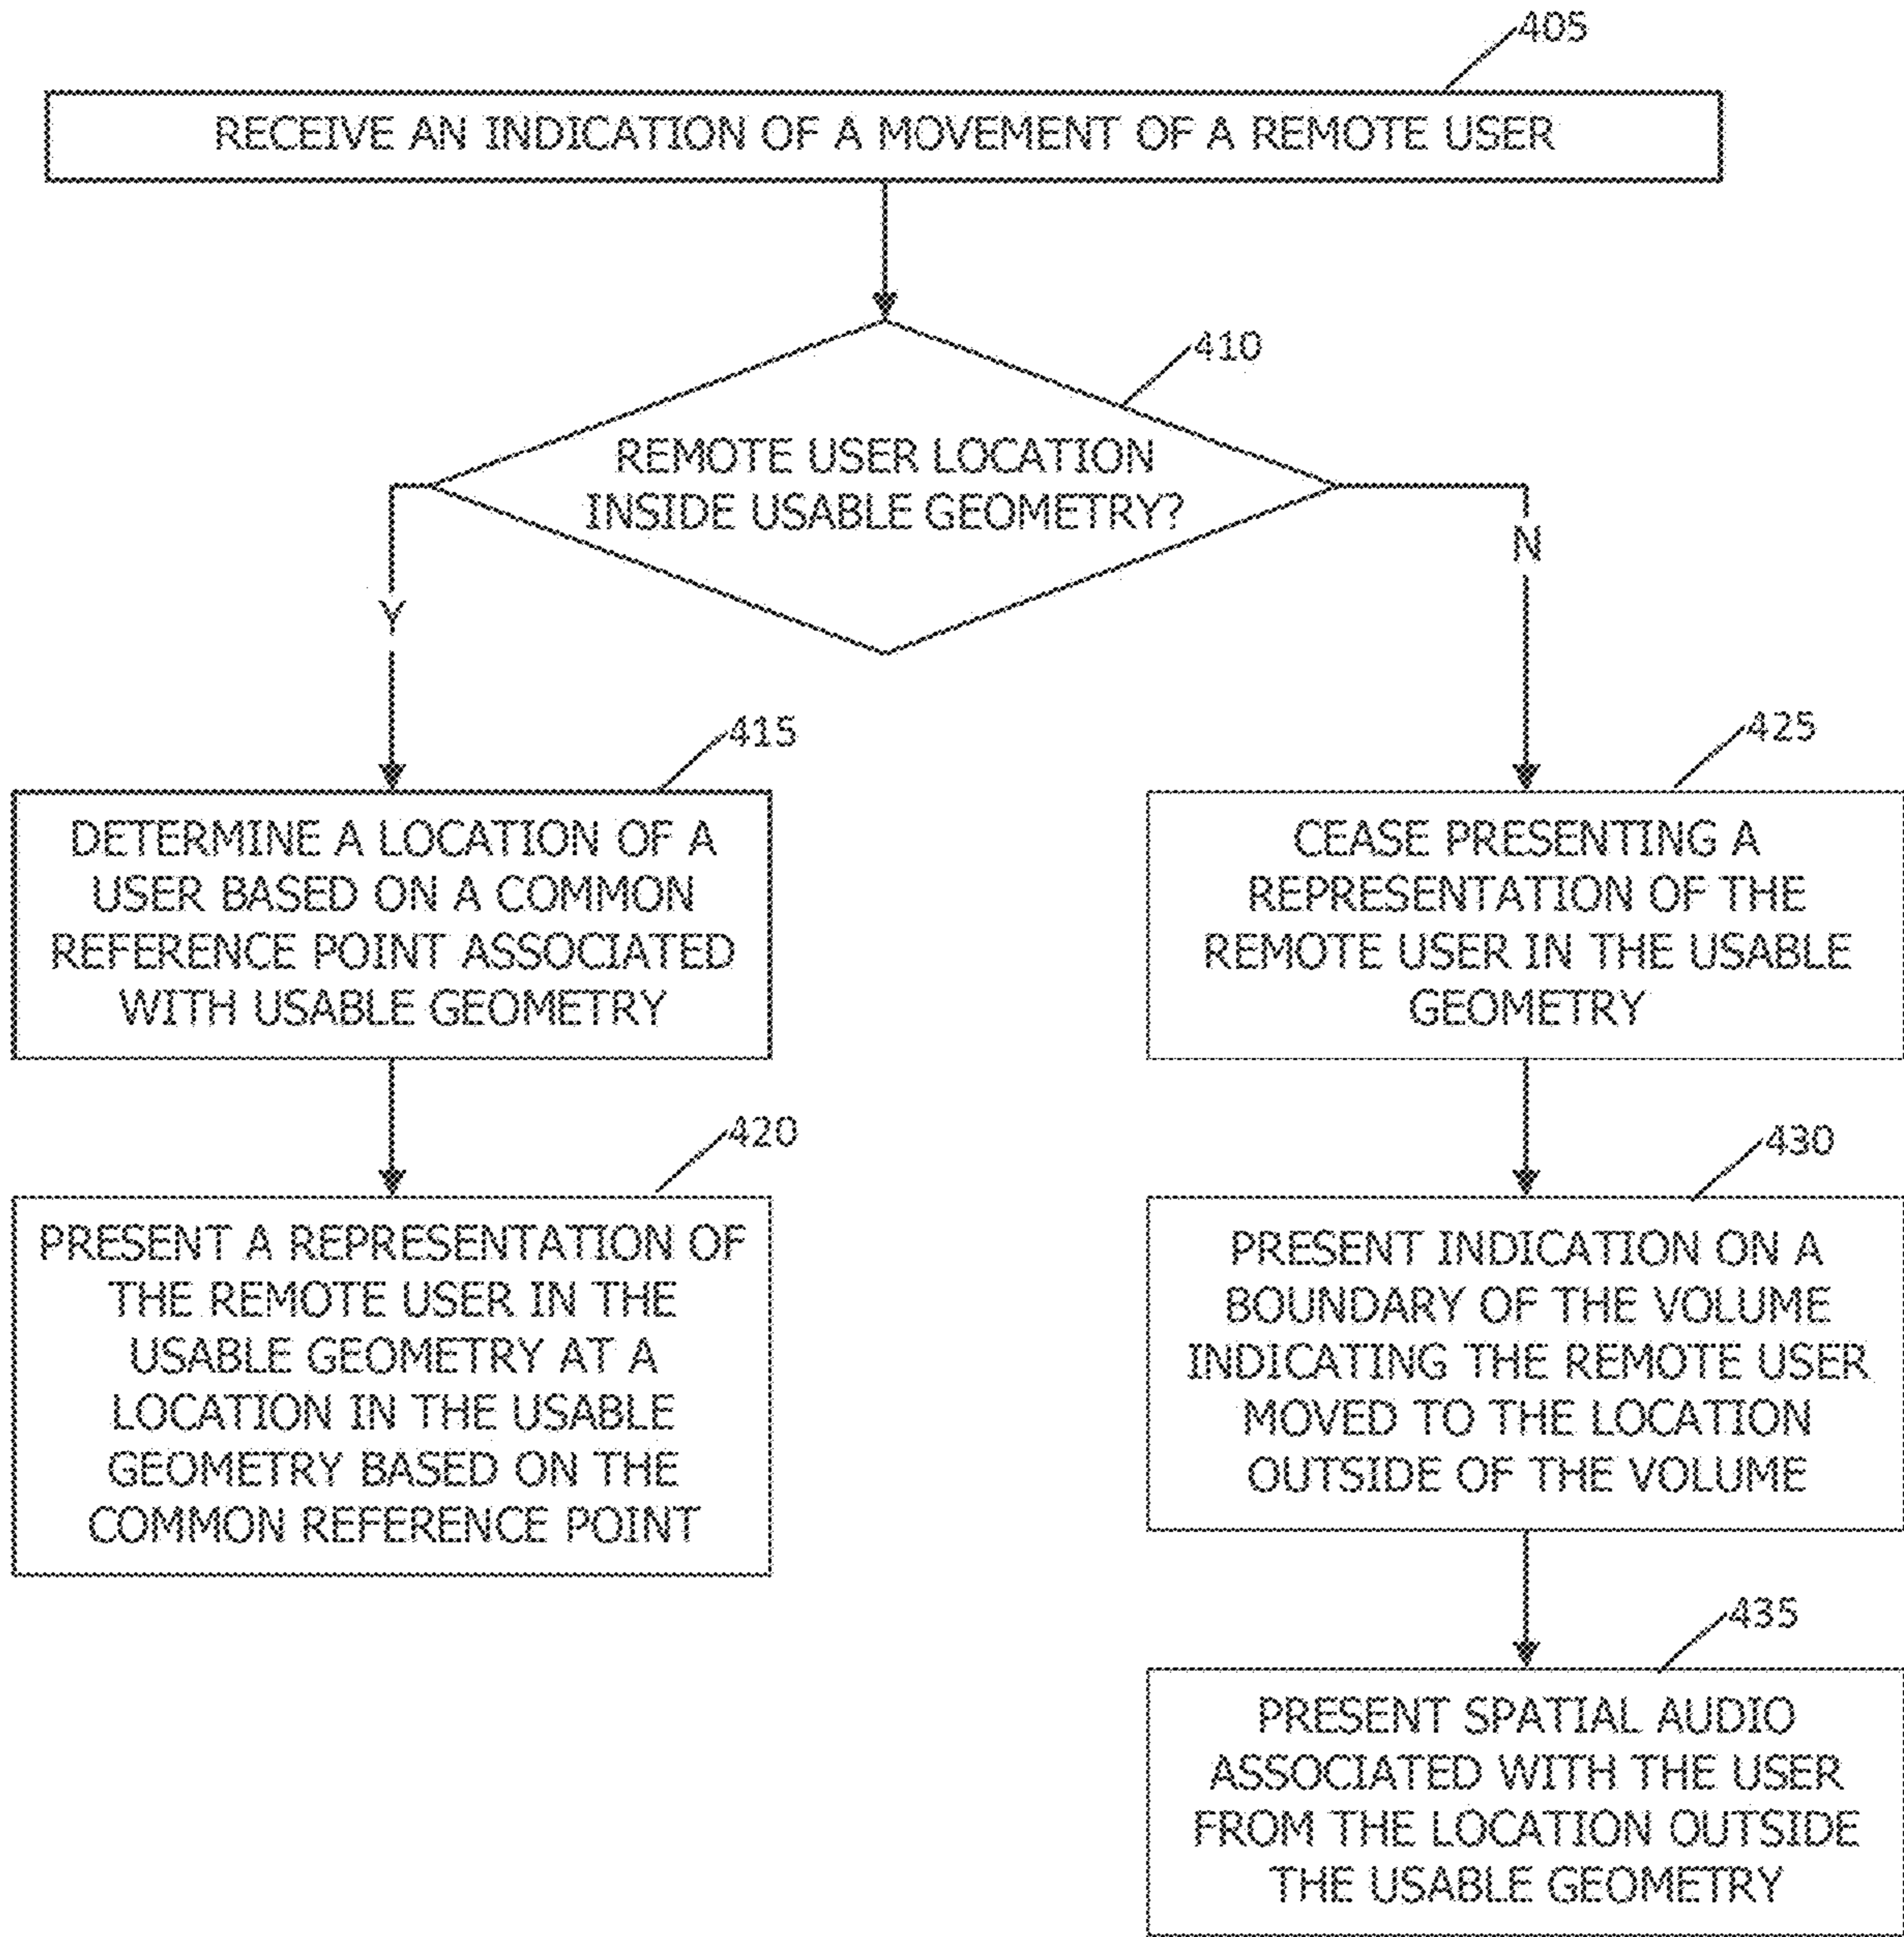 405
RECEIVE AN INDICATION OF A MOVEMENT OF A REMOTE USER
410
REMOTE USER LOCATION
INSIDE USABLE GEOMETRY?
Y
N
415
DETERMINE A LOCATION OF A
USER BASED ON A COMMON
REFERENCE POINT ASSOCIATED
WITH USABLE GEOMETRY
425
CEASE PRESENTING A
REPRESENTATION OF THE
REMOTE USER IN THE USABLE
GEOMETRY
420
PRESENT A REPRESENTATION OF
THE REMOTE USER IN THE
USABLE GEOMETRY AT A
LOCATION IN THE USABLE
GEOMETRY BASED ON THE
COMMON REFERENCE POINT
430
PRESENT INDICATION ON A
BOUNDARY OF THE VOLUME
INDICATING THE REMOTE USER
MOVED TO THE LOCATION
OUTSIDE OF THE VOLUME
435
PRESENT SPATIAL AUDIO
ASSOCIATED WITH THE USER
FROM THE LOCATION OUTSIDE
THE USABLE GEOMETRY